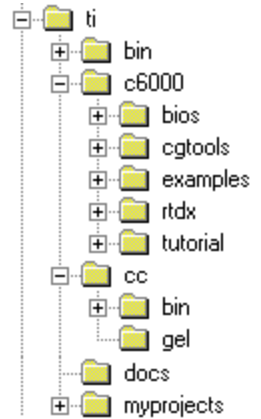 ti
bin
c6000
bios
cgtools
examples
rtdx
tutorial
cc
bin
gel
docs
myprojects